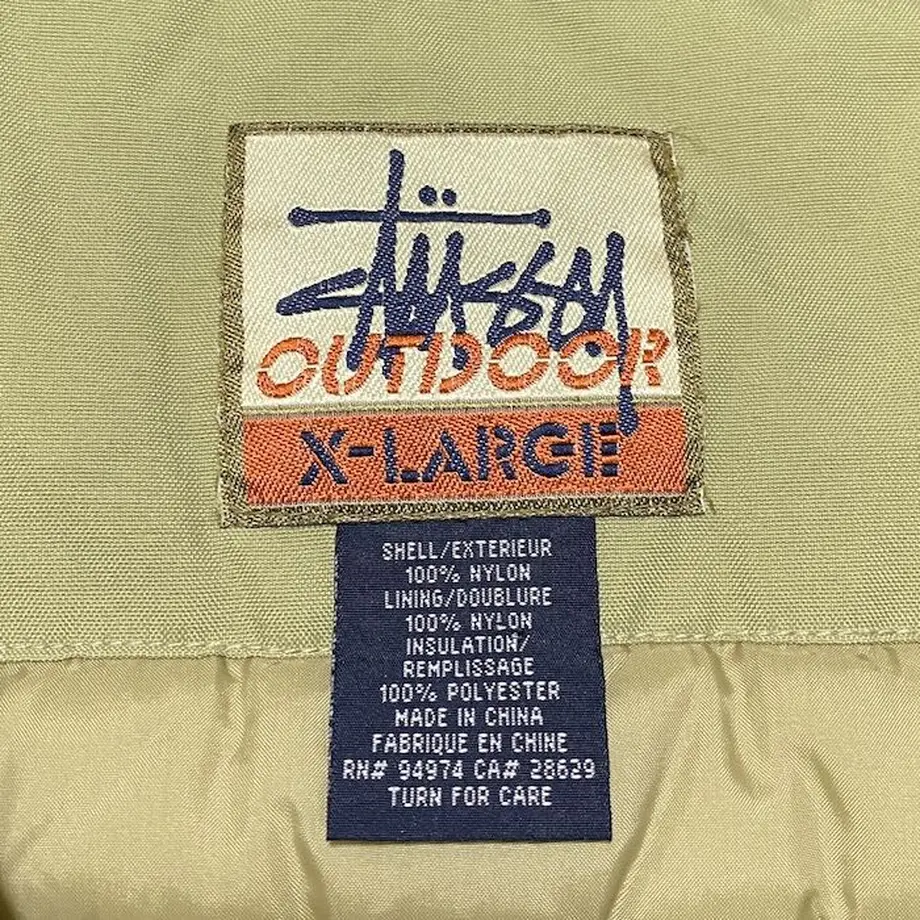 Stüssy
OUTDOOR
X-LARGE
SHELL/EXTERIEUR
100% NYLON
LINING/DOUBLURE
100% NYLON
INSULATION/
REMPLISSAGE
100% POLYESTER
MADE IN CHINA
FABRIQUE EN CHINE
RN# 94974 CA# 28629
TURN FOR CARE